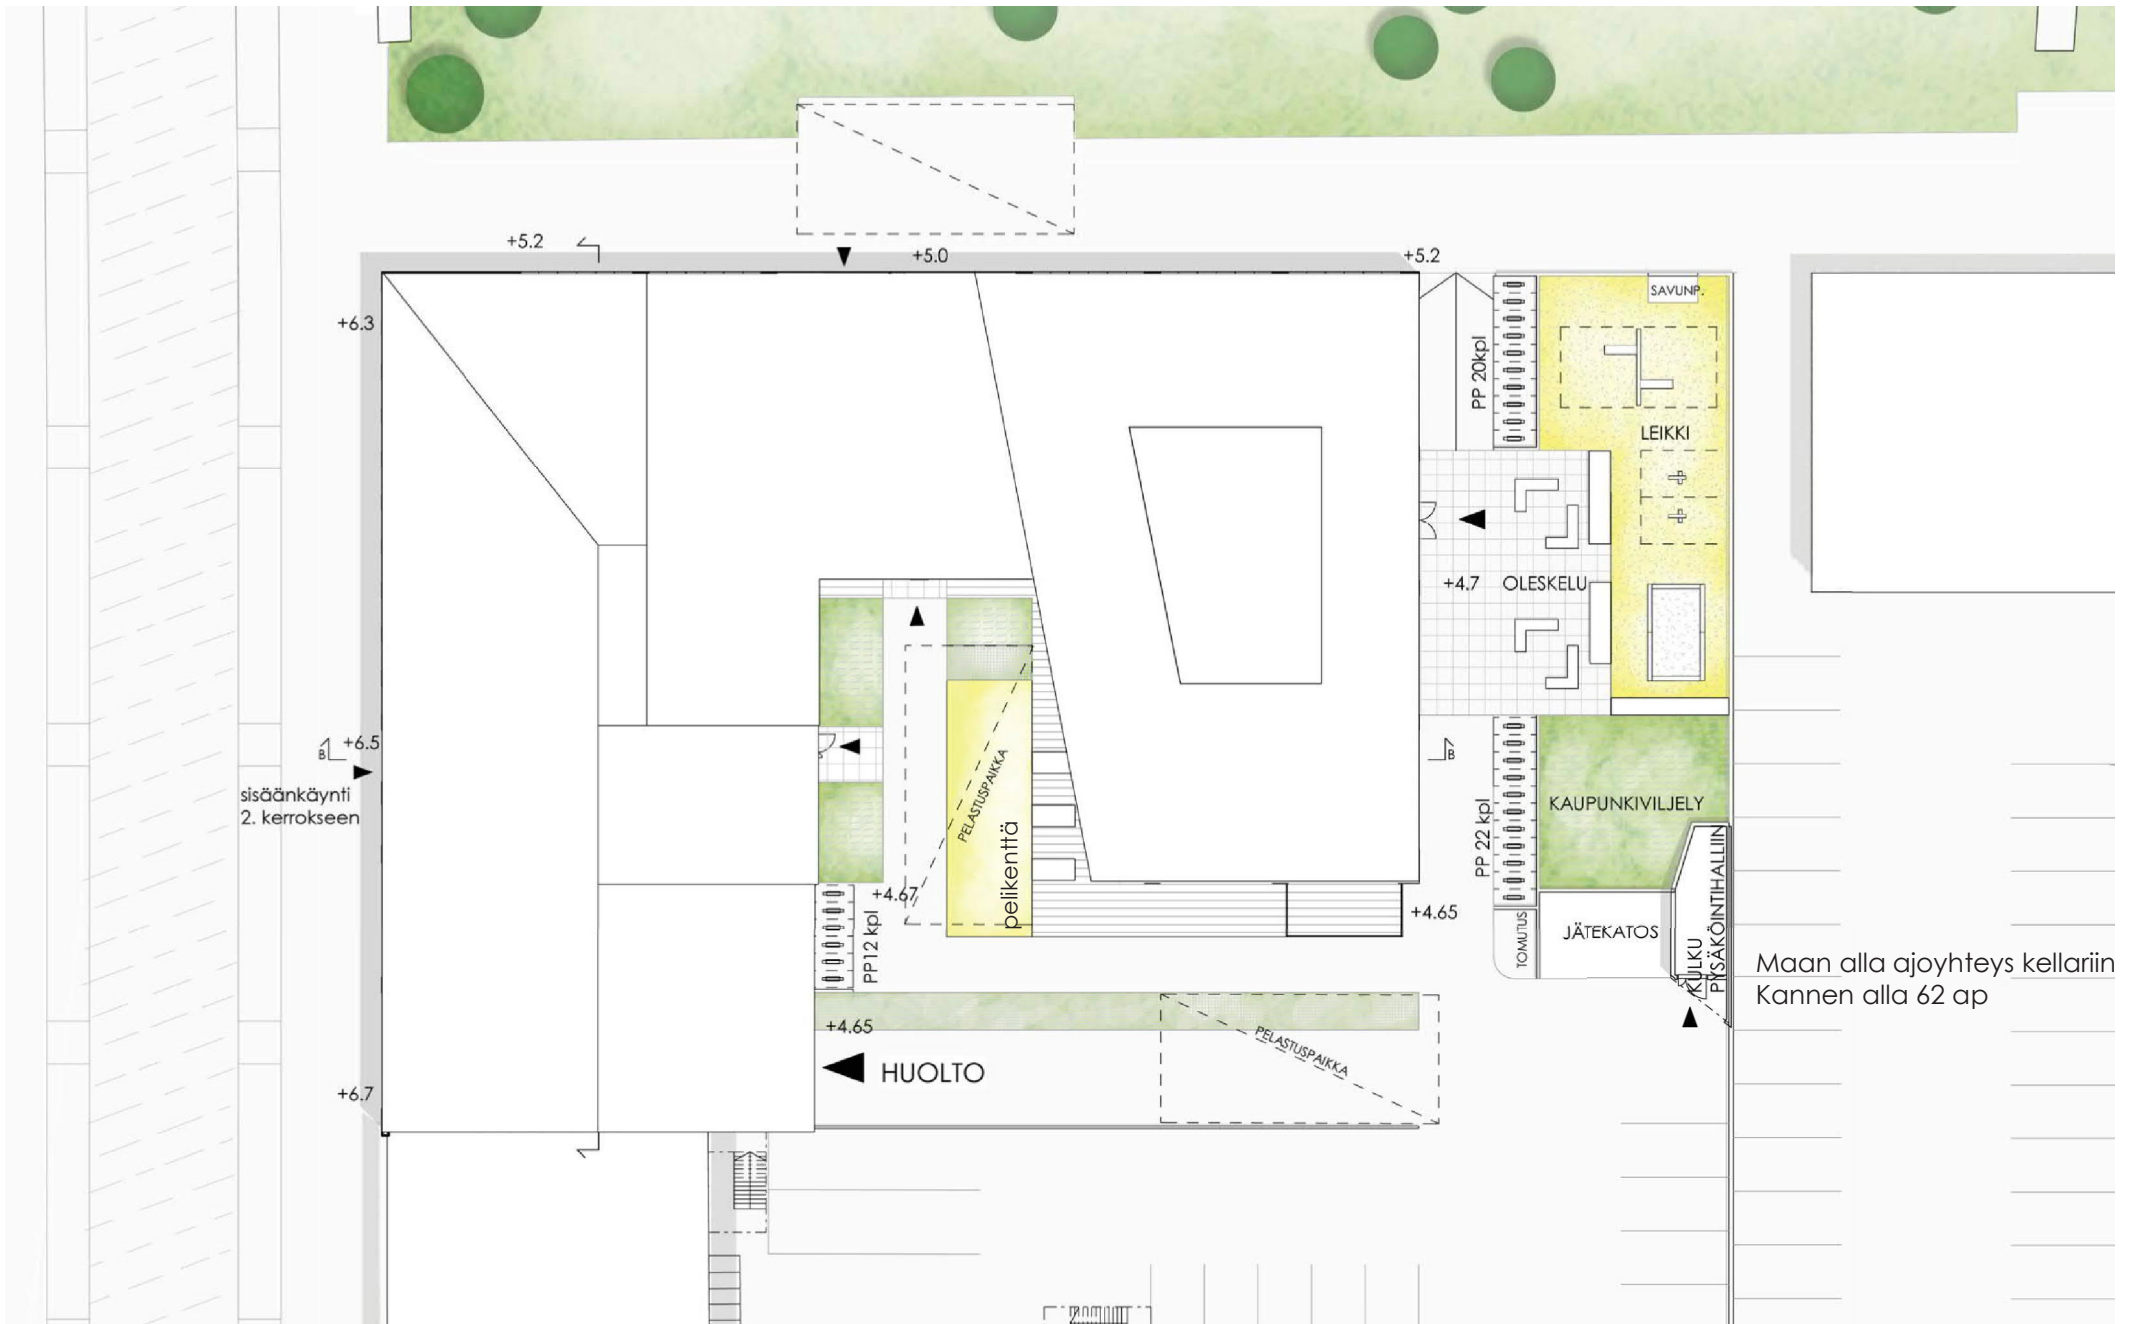 +5.2
+5.0
+5.2
+6.3
SAVUNP.
PP 20kpl
LEIKKI
+4.7
OLESKELU
B
+6.5
sisäänkäynti
2. kerrokseen
PELASTUSPAIKKA
pelikenttä
B
PP 22 kpl
KAUPUNKIVILJELY
+4.67
PP12 kpl
+4.65
TOMUTUS
JÄTEKATOS
KULKU
PYSÄKÖINTIHALLIIN
Maan alla ajoyhteys kellariin
Kannen alla 62 ap
+4.65
HUOLTO
PELASTUSPAIKKA
+6.7